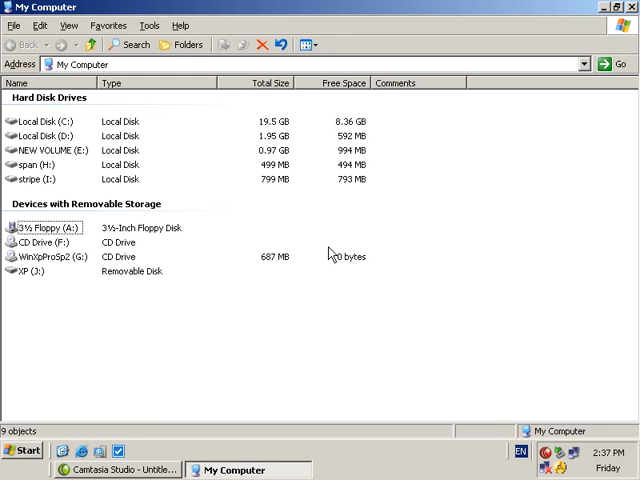 My Computer
File Edit View Favorites Tools Help
Back Search Folders
Address My Computer Go
Name Type Total Size Free Space Comments
Hard Disk Drives
Local Disk (C:) Local Disk 19.5 GB 8.36 GB
Local Disk (D:) Local Disk 1.95 GB 592 MB
NEW VOLUME (E:) Local Disk 0.97 GB 994 MB
span (H:) Local Disk 499 MB 494 MB
stripe (I:) Local Disk 799 MB 793 MB
Devices with Removable Storage
3½ Floppy (A:) 3½-Inch Floppy Disk
CD Drive (F:) CD Drive
WinXpProSp2 (G:) CD Drive 687 MB 0 bytes
XP (J:) Removable Disk
9 objects My Computer
Start Camtasia Studio - Untitle... My Computer EN 2:37 PM
Friday